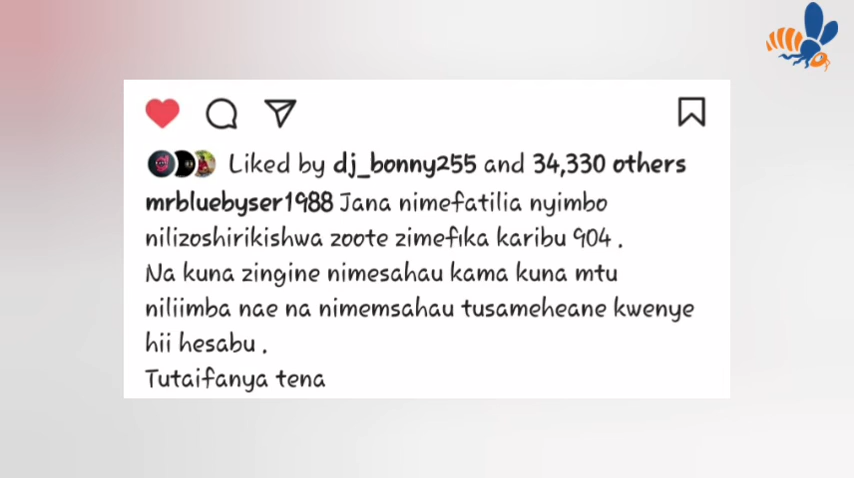 Liked by dj_bonny255 and 34,330 others
mrbluebyser1988 Jana nimefatilia nyimbo
nilizoshirikishwa zoote zimefika karibu 904 .
Na kuna zingine nimesahau kama kuna mtu
niliimba nae na nimemsahau tusameheane kwenye
hii hesabu .
Tutaifanya tena